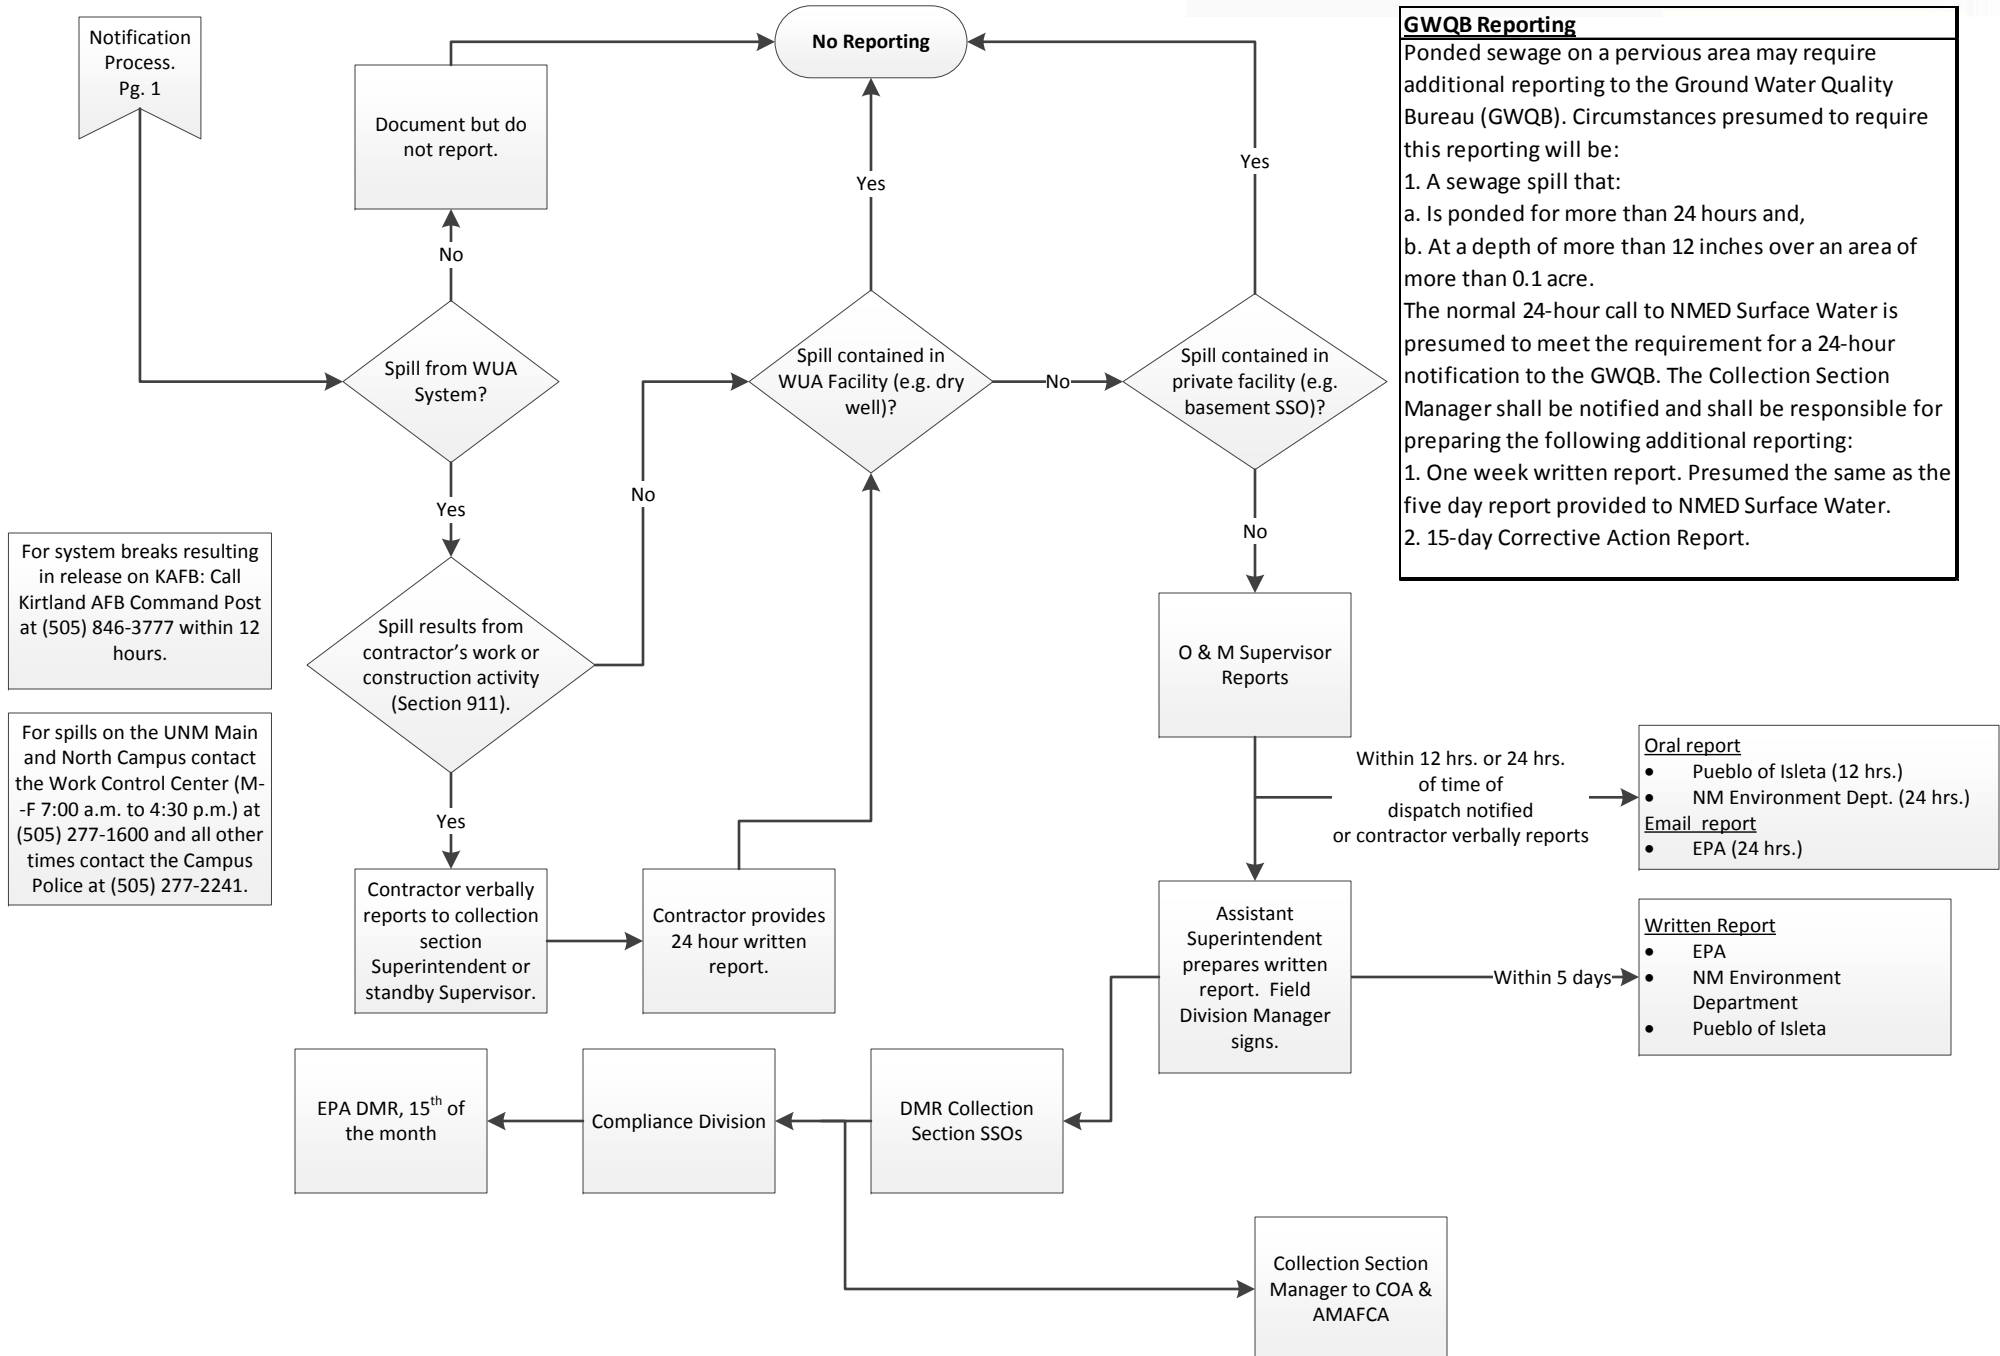 Notification
Process.
Pg. 1
No Reporting
Document but do
not report.
Yes
Yes
No
Spill from WUA
System?
Spill contained in
WUA Facility (e.g. dry
well)?
No
Spill contained in
private facility (e.g.
basement SSO)?
Yes
No
No
For system breaks resulting
in release on KAFB: Call
Kirtland AFB Command Post
at (505) 846-3777 within 12
hours.
Spill results from
contractor’s work or
construction activity
(Section 911).
O & M Supervisor
Reports
For spills on the UNM Main
and North Campus contact
the Work Control Center (M-
-F 7:00 a.m. to 4:30 p.m.) at
(505) 277-1600 and all other
times contact the Campus
Police at (505) 277-2241.
Yes
Within 12 hrs. or 24 hrs.
of time of
dispatch notified
or contractor verbally reports
Oral report
• Pueblo of Isleta (12 hrs.)
• NM Environment Dept. (24 hrs.)
Email report
• EPA (24 hrs.)
Contractor verbally
reports to collection
section
Superintendent or
standby Supervisor.
Contractor provides
24 hour written
report.
Assistant
Superintendent
prepares written
report. Field
Division Manager
signs.
Within 5 days
Written Report
• EPA
• NM Environment
Department
• Pueblo of Isleta
EPA DMR, 15th of
the month
Compliance Division
DMR Collection
Section SSOs
Collection Section
Manager to COA &
AMAFCA
GWQB Reporting
Ponded sewage on a pervious area may require
additional reporting to the Ground Water Quality
Bureau (GWQB). Circumstances presumed to require
this reporting will be:
1. A sewage spill that:
a. Is ponded for more than 24 hours and,
b. At a depth of more than 12 inches over an area of
more than 0.1 acre.
The normal 24-hour call to NMED Surface Water is
presumed to meet the requirement for a 24-hour
notification to the GWQB. The Collection Section
Manager shall be notified and shall be responsible for
preparing the following additional reporting:
1. One week written report. Presumed the same as the
five day report provided to NMED Surface Water.
2. 15-day Corrective Action Report.